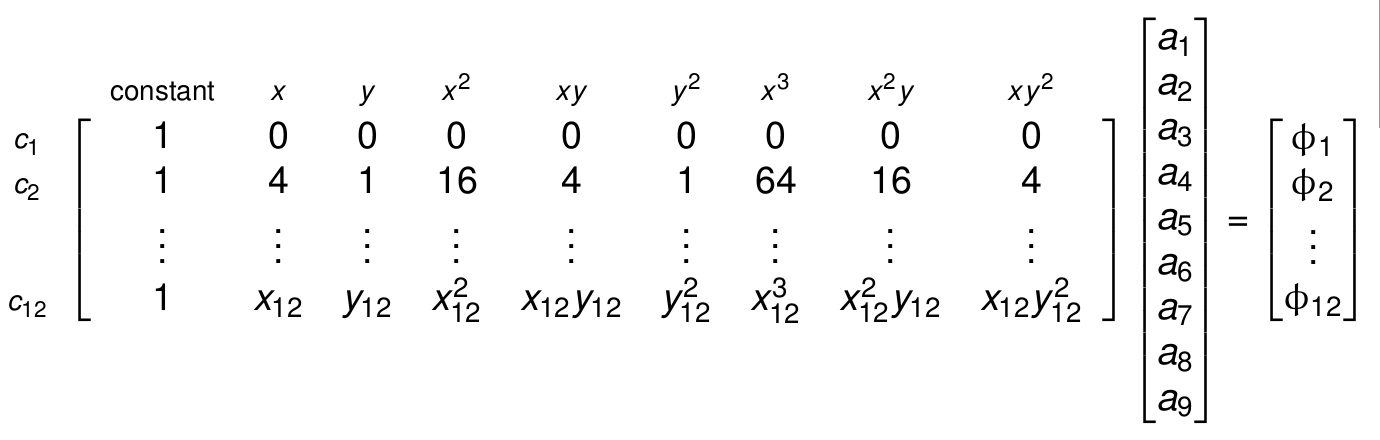 constant x y x² xy y² x³ x²y xy²
c₁ [ 1 0 0 0 0 0 0 0 0 ] [ a₁ a₂ a₃ a₄ a₅ a₆ a₇ a₈ a₉ ] = [ ϕ₁ ϕ₂ ⋮ ϕ₁₂ ]
c₂ 1 4 1 16 4 1 64 16 4
⋮ ⋮ ⋮ ⋮ ⋮ ⋮ ⋮ ⋮ ⋮
c₁₂ 1 x₁₂ y₁₂ x₁₂² x₁₂y₁₂ y₁₂² x₁₂³ x₁₂²y₁₂ x₁₂y₁₂²